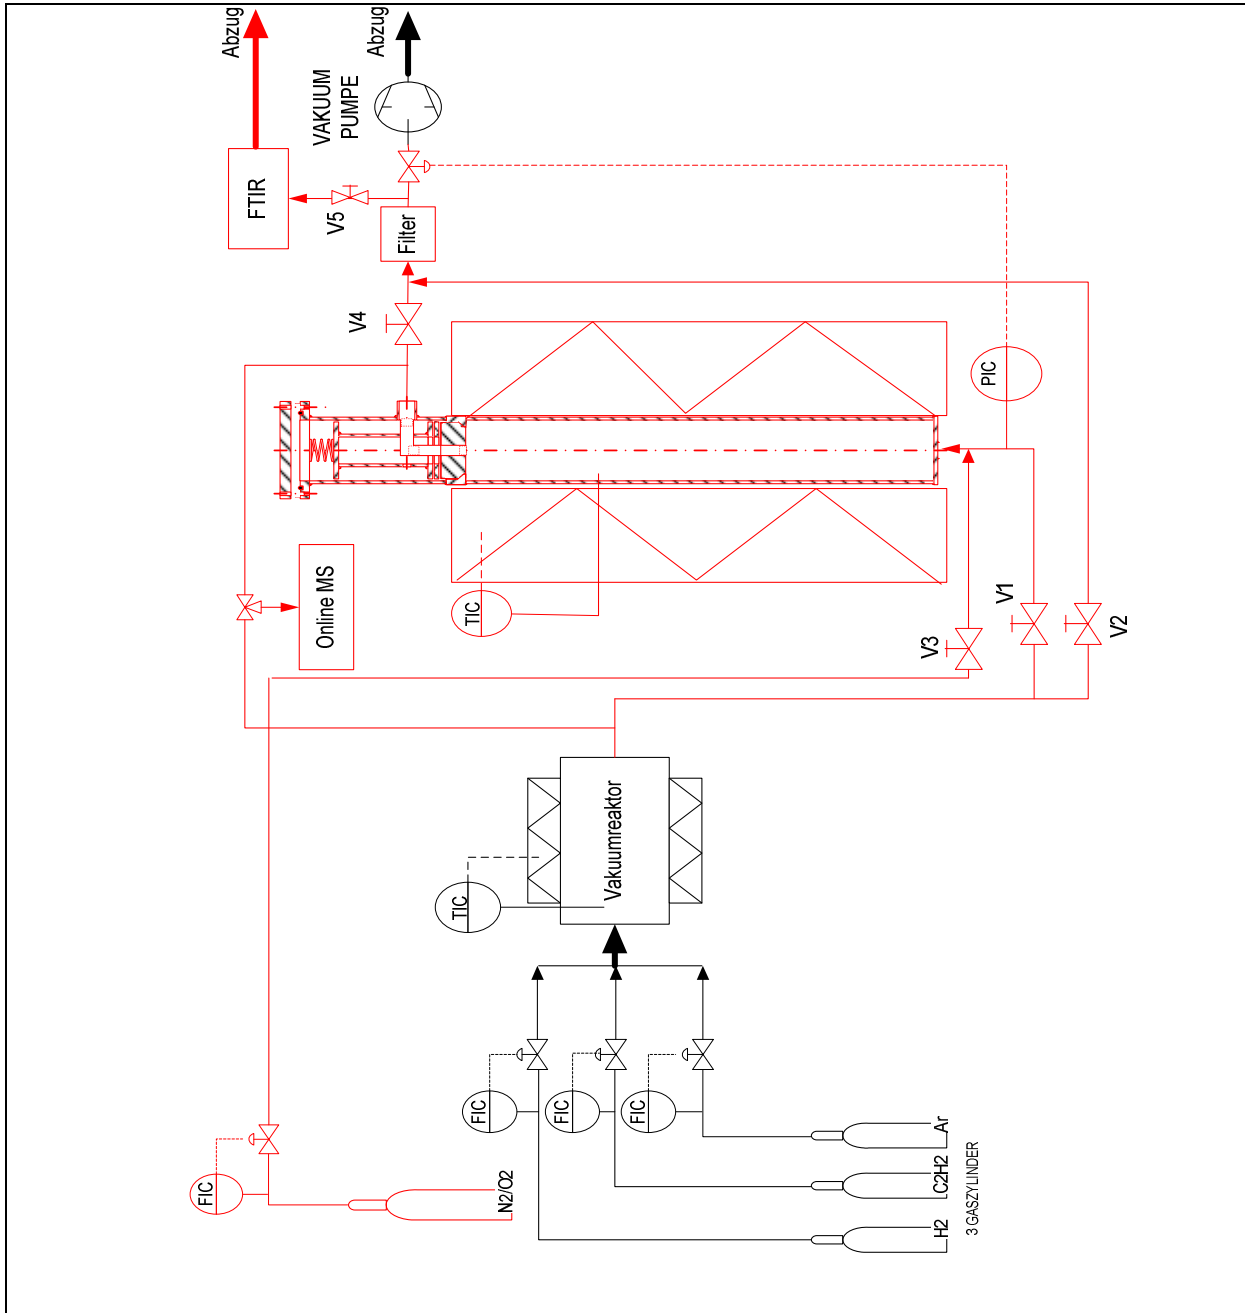 Abzug
Abzug
VAKUUM
PUMPE
FTIR
V5
Filter
V4
PIC
Online MS
TIC
V1
V2
V3
Vakuumreaktor
TIC
FIC
FIC
FIC
FIC
N2/O2
Ar
C2H2
H2
3 GASZYLINDER